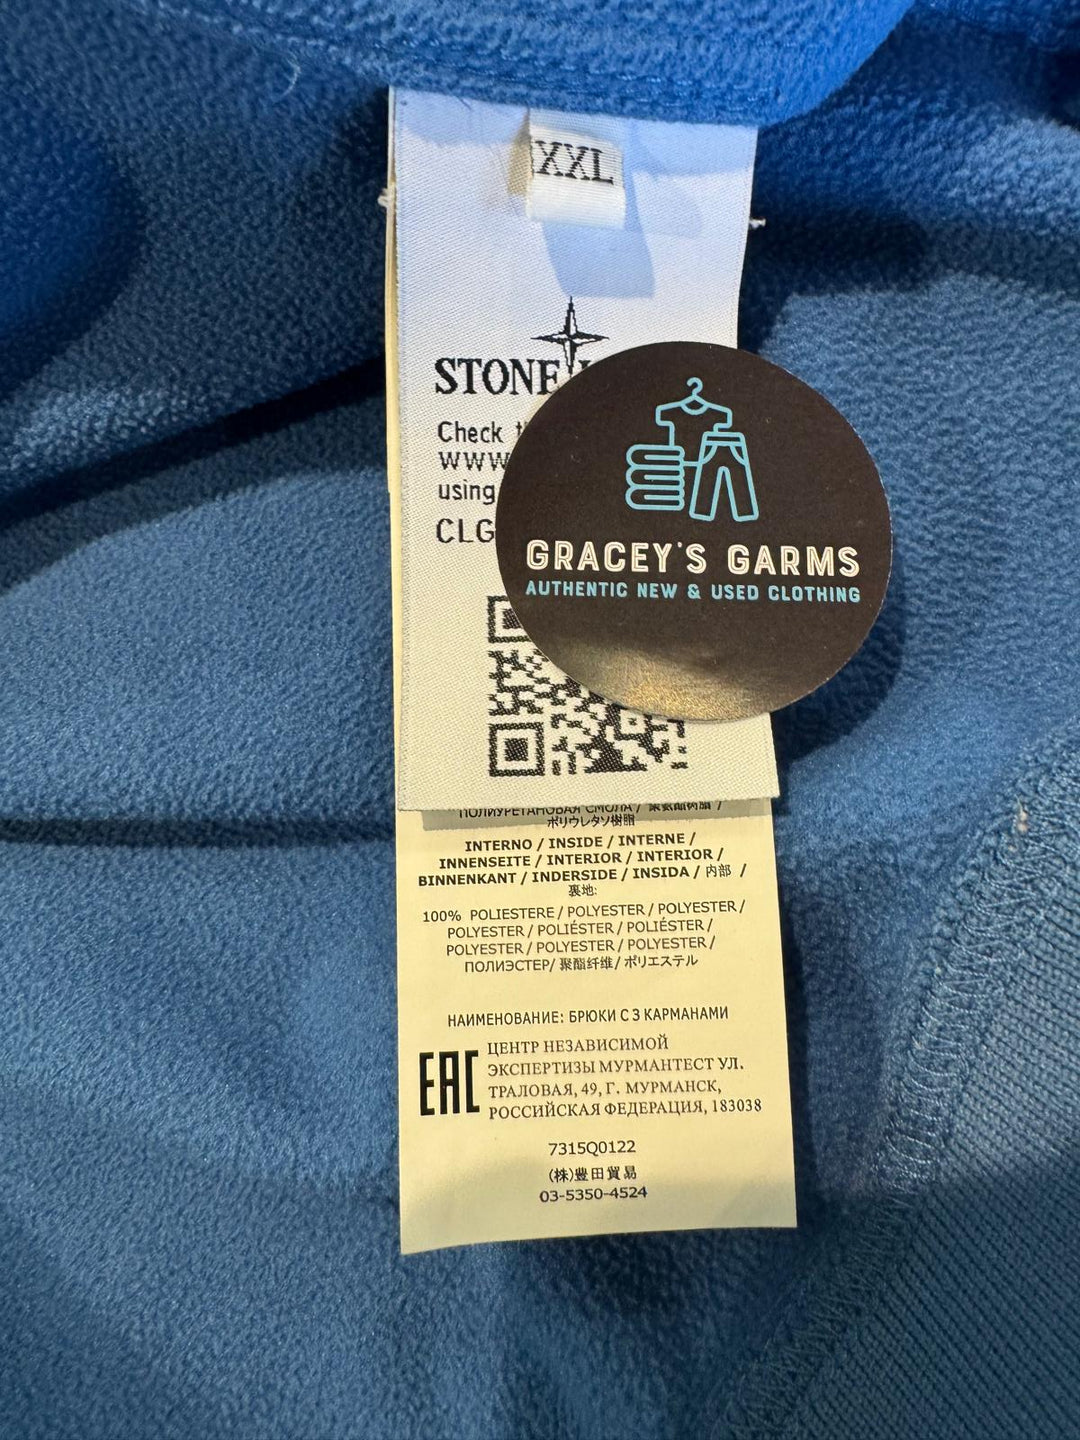 XXL
STONE
Check
WWW
using
CLG
GRACEY'S GARMS
AUTHENTIC NEW & USED CLOTHING
ПОЛИУРЕТАНОВАЯ СМОЛА / 聚氨酯树脂 /
ポリウレタン樹脂
INTERNO / INSIDE / INTERNE /
INNENSEITE / INTERIOR / INTERIOR /
BINNENKANT / INDERSIDE / INSIDA / 内部 /
裏地:
100% POLIESTERE / POLYESTER / POLYESTER /
POLYESTER / POLIÉSTER / POLIÉSTER /
POLYESTER / POLYESTER / POLYESTER /
ПОЛИЭСТЕР/ 聚酯纤维/ ポリエステル
НАИМЕНОВАНИЕ: БРЮКИ С 3 КАРМАНАМИ
EAC
ЦЕНТР НЕЗАВИСИМОЙ
ЭКСПЕРТИЗЫ МУРМАНТЕСТ УЛ.
ТРАЛОВАЯ, 49, Г. МУРМАНСК,
РОССИЙСКАЯ ФЕДЕРАЦИЯ, 183038
7315Q0122
(株)豊田貿易
03-5350-4524